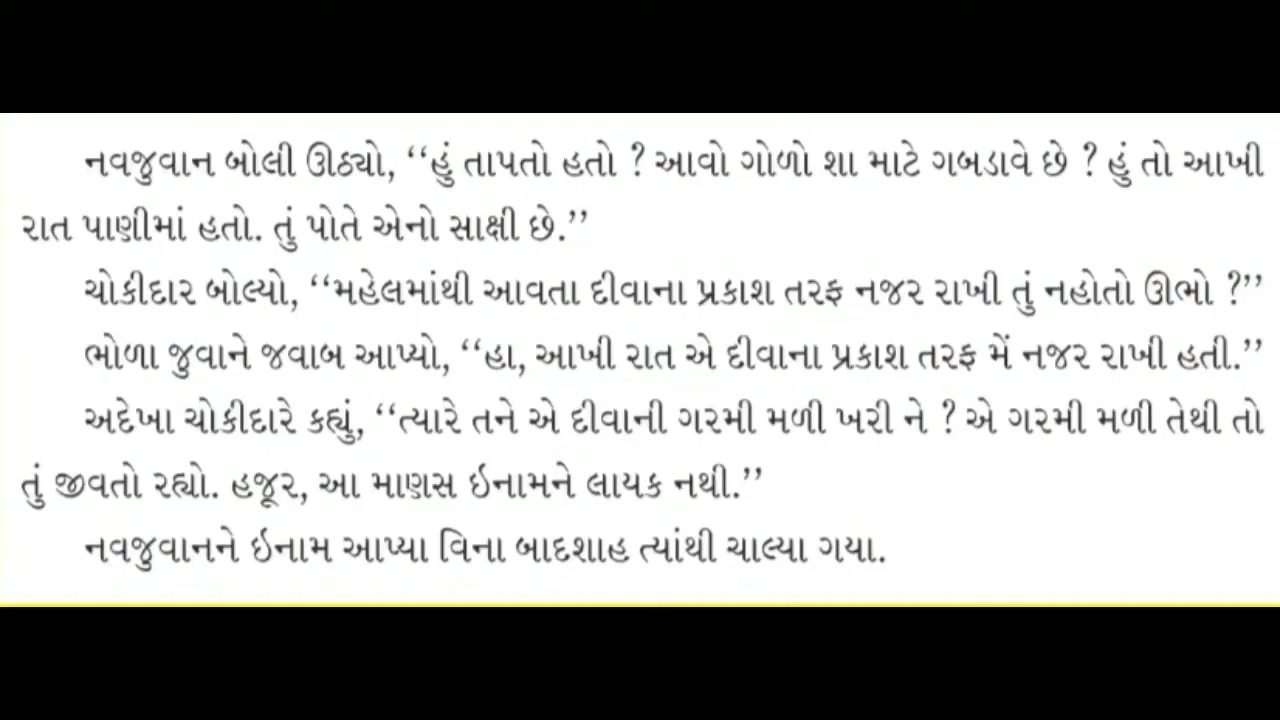 નવજુવાન બોલી ઊઠ્યો, ‘‘હું તાપતો હતો ? આવો ગોળો શા માટે ગબડાવે છે ? હું તો આખી
રાત પાણીમાં હતો. તું પોતે એનો સાક્ષી છે.’’
ચોકીદાર બોલ્યો, ‘‘મહેલમાંથી આવતા દીવાના પ્રકાશ તરફ નજર રાખી તું નહોતો ઊભો ?’’
ભોળા જુવાને જવાબ આપ્યો, ‘‘હા, આખી રાત એ દીવાના પ્રકાશ તરફ મેં નજર રાખી હતી.’’
અદેખા ચોકીદારે કહ્યું, ‘‘ત્યારે તને એ દીવાની ગરમી મળી ખરી ને ? એ ગરમી મળી તેથી તો
તું જીવતો રહ્યો. હજૂર, આ માણસ ઇનામને લાયક નથી.’’
નવજુવાનને ઇનામ આપ્યા વિના બાદશાહ ત્યાંથી ચાલ્યા ગયા.